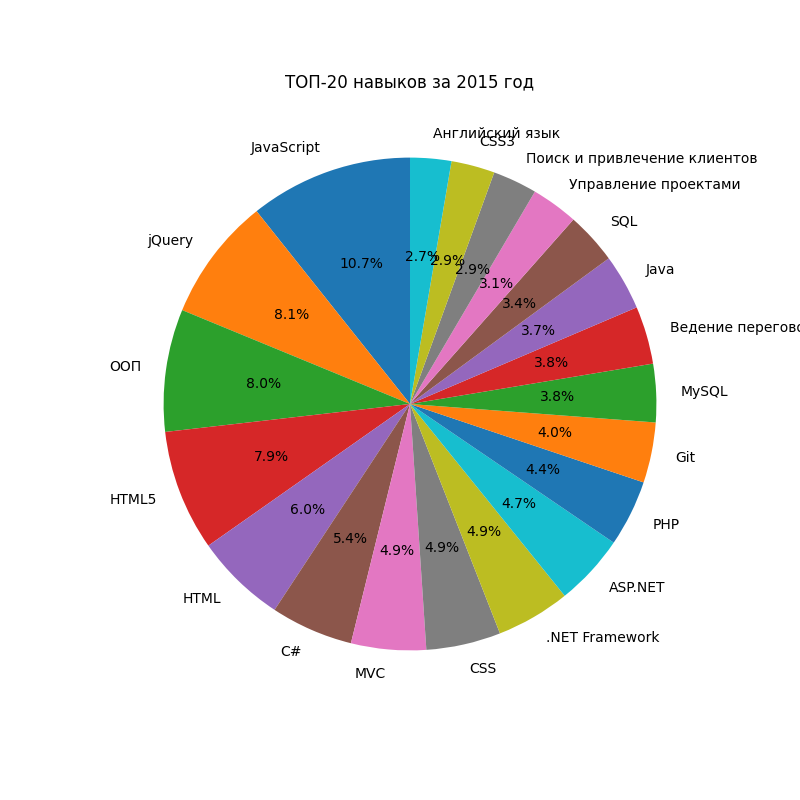 ТОП-20 навыков за 2015 год
JavaScript
10.7%
jQuery
8.1%
ООП
8.0%
HTML5
7.9%
HTML
6.0%
C#
5.4%
MVC
4.9%
CSS
4.9%
.NET Framework
4.9%
ASP.NET
4.7%
PHP
4.4%
Git
4.0%
MySQL
3.8%
Ведение
3.8%
Java
3.7%
SQL
3.4%
Управление проектами
3.1%
Поиск и привлечение клиентов
2.9%
CSS3
2.9%
Английский язык
2.7%